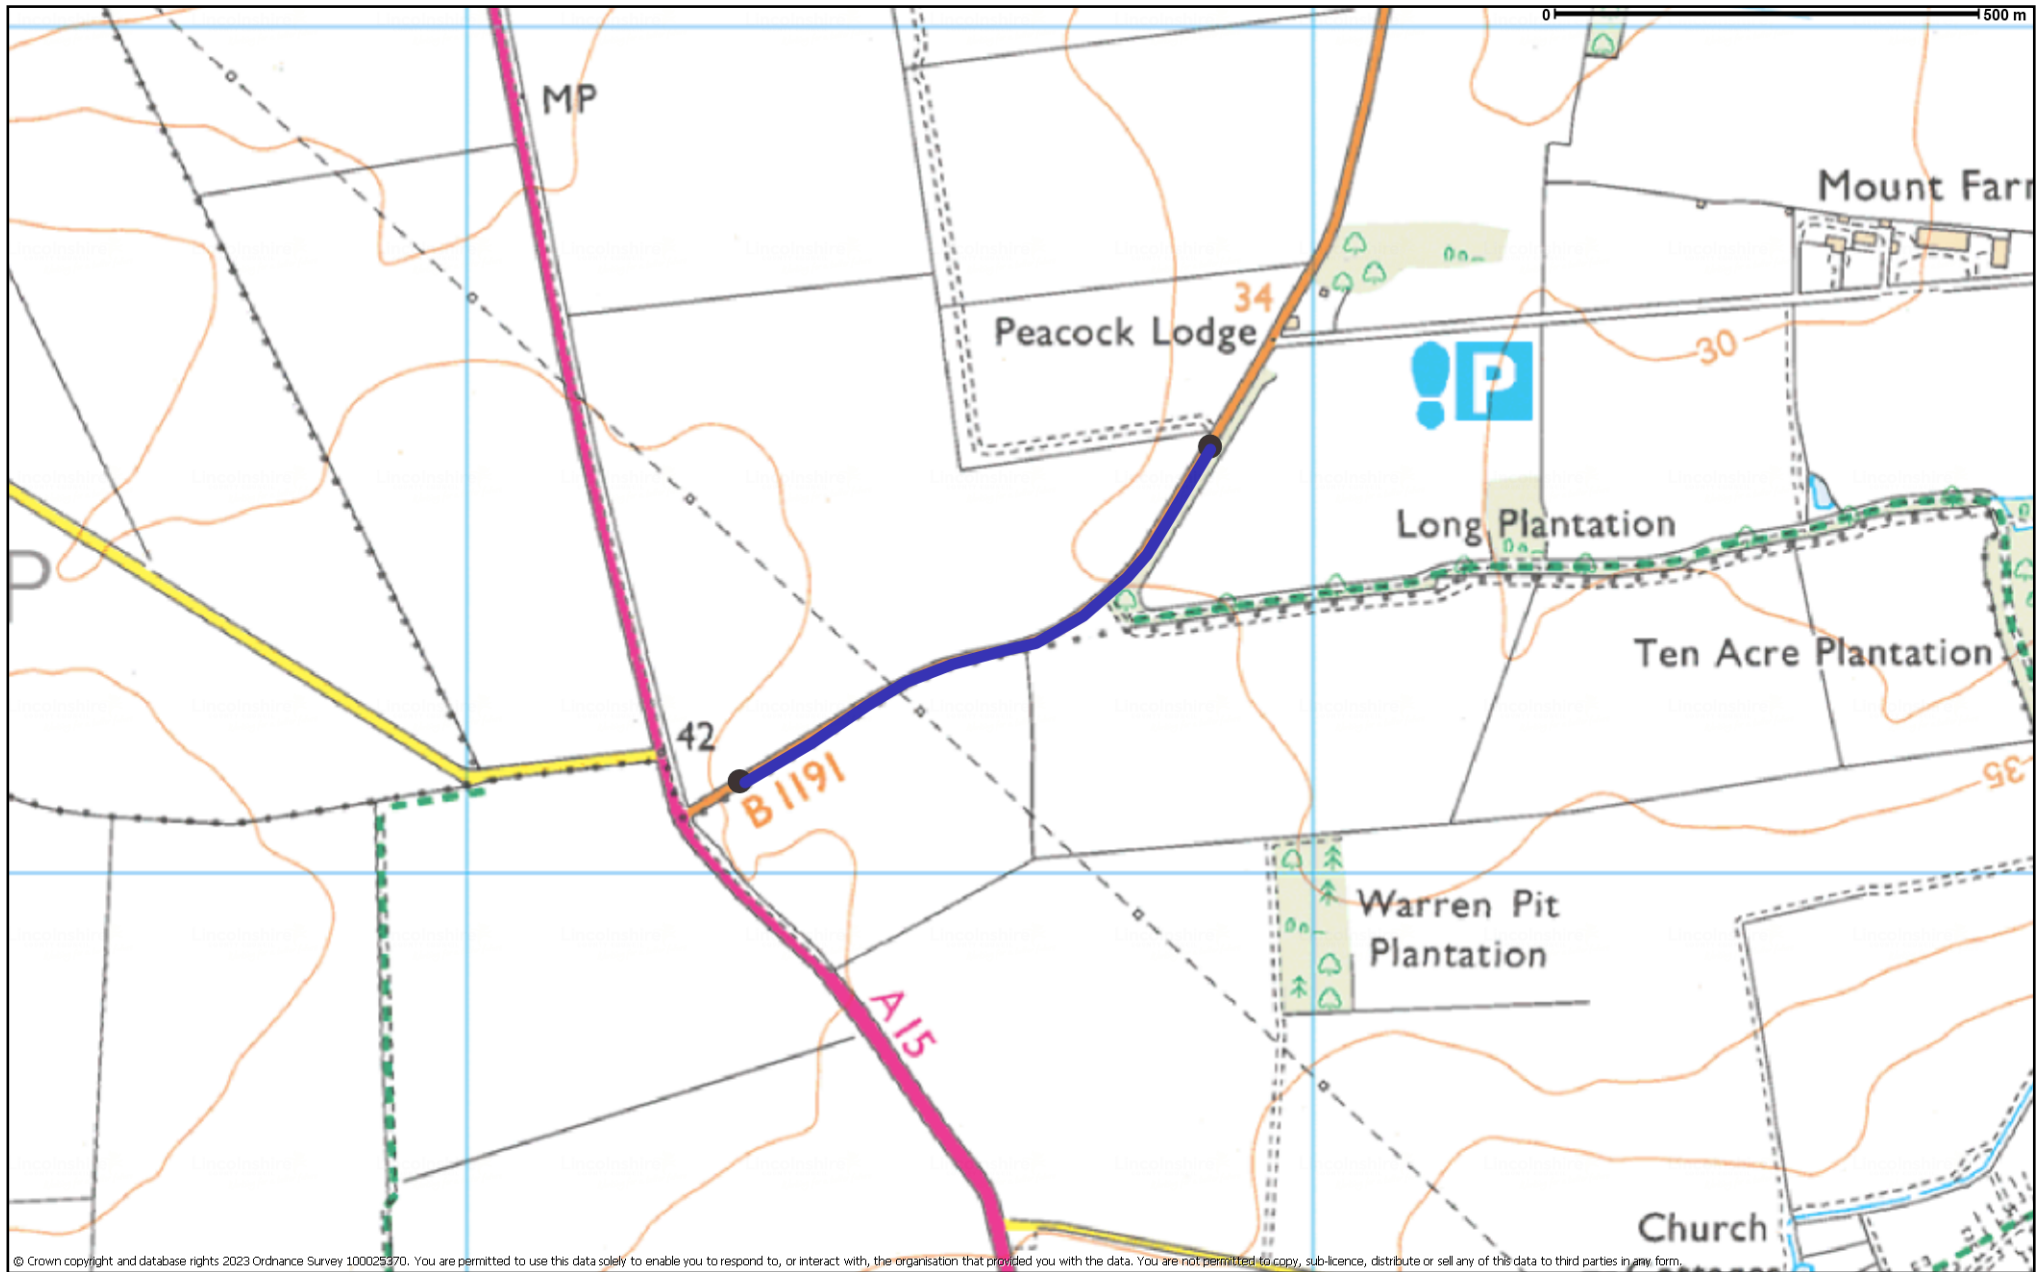 0
500 m
MP
Mount Farr
34
Peacock Lodge
30
P
Long Plantation
P
Ten Acre Plantation
42
35
B 1191
Warren Pit
Plantation
A 15
Church
© Crown copyright and database rights 2023 Ordnance Survey 100025370. You are permitted to use this data solely to enable you to respond to, or interact with, the organisation that provided you with the data. You are not permitted to copy, sub-licence, distribute or sell any of this data to third parties in any form.